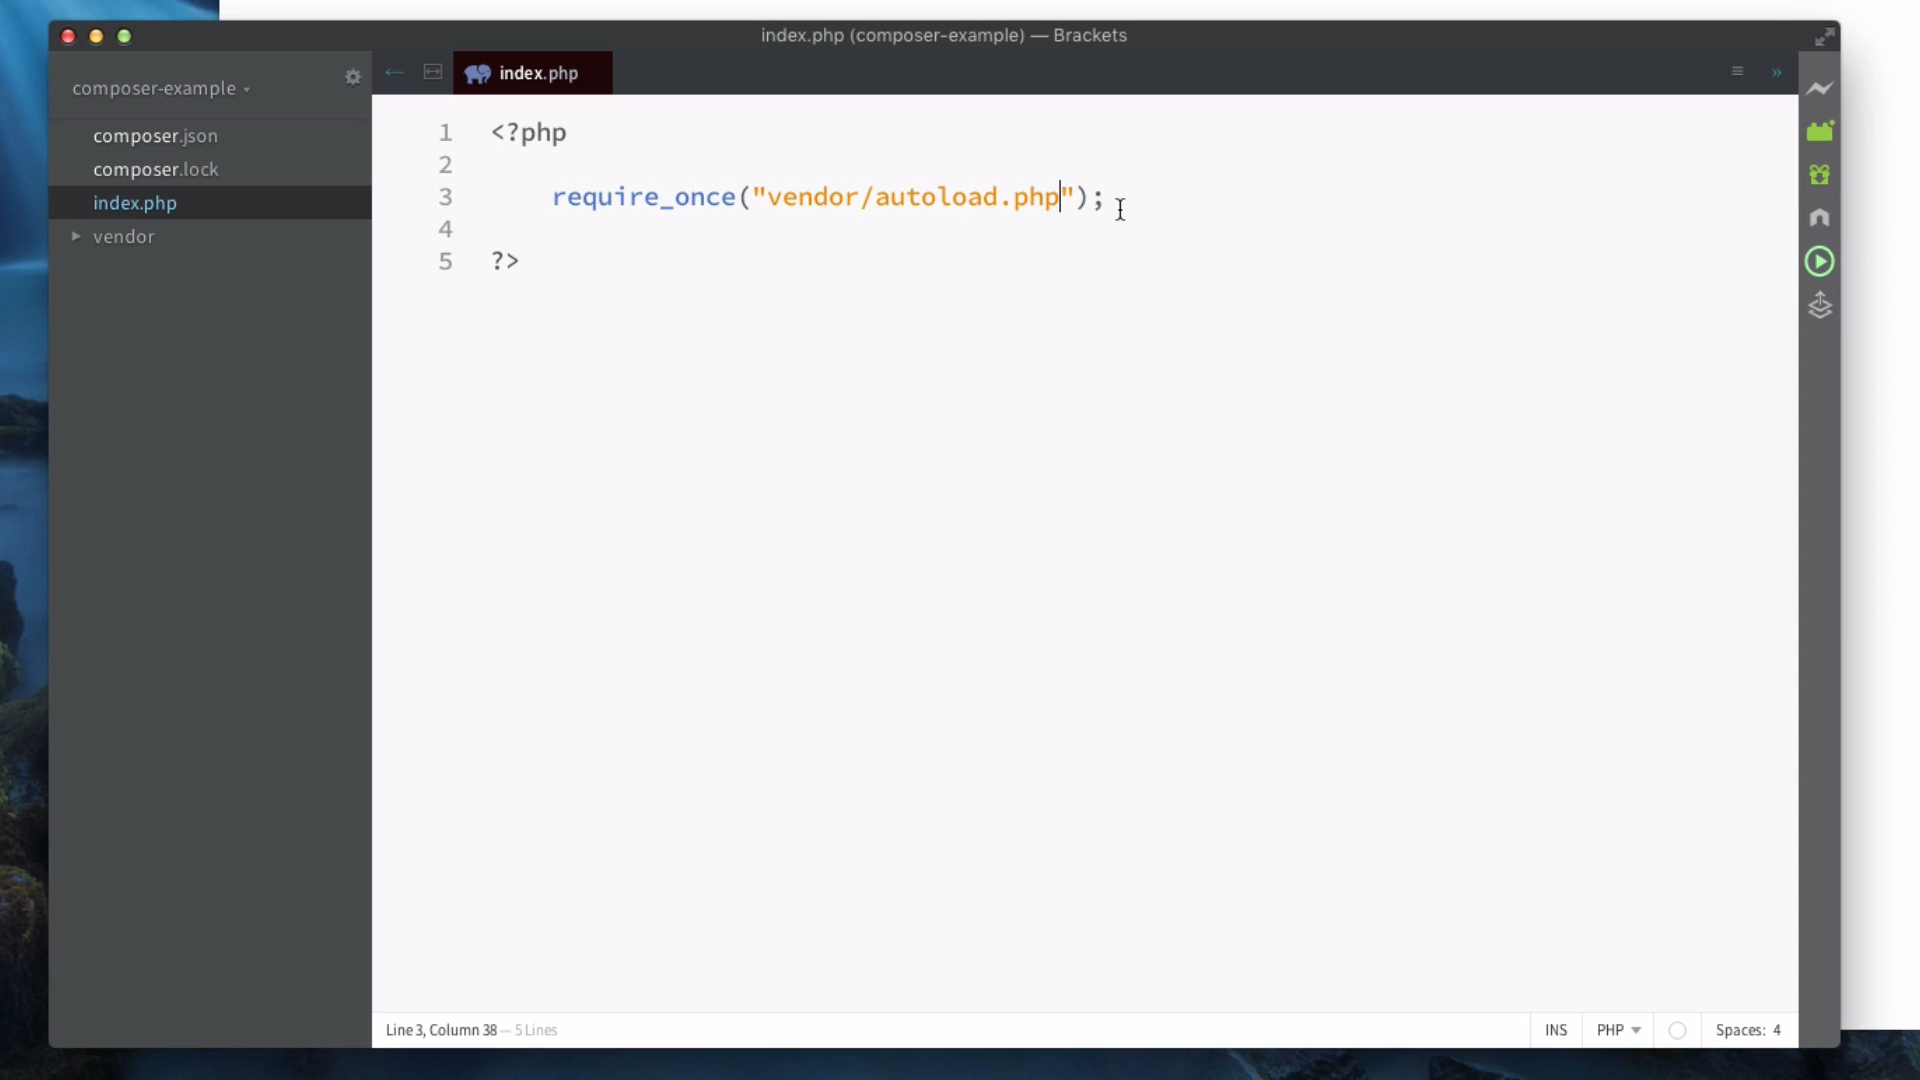 index.php (composer-example) — Brackets
composer-example
index.php
composer.json
composer.lock
index.php
vendor
1 <?php
2
3 require_once("vendor/autoload.php");
4
5 ?>
Line 3, Column 38 — 5 Lines
INS PHP Spaces: 4